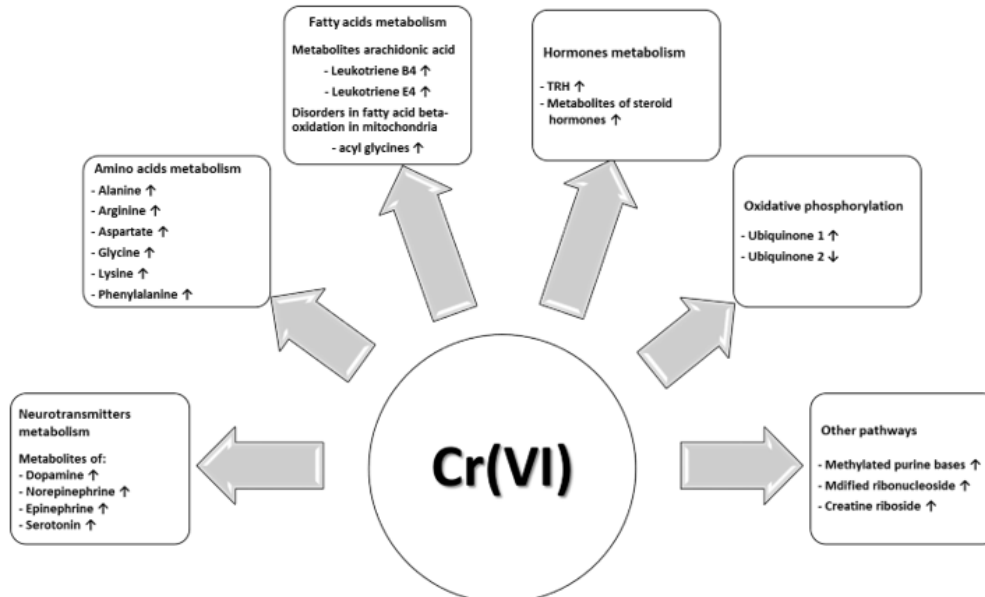 Fatty acids metabolism
Metabolites arachidonic acid
- Leukotriene B4 ↑
- Leukotriene E4 ↑
Disorders in fatty acid beta-
oxidation in mitochondria
- acyl glycines ↑
Hormones metabolism
- TRH ↑
- Metabolites of steroid
hormones ↑
Amino acids metabolism
- Alanine ↑
- Arginine ↑
- Aspartate ↑
- Glycine ↑
- Lysine ↑
- Phenylalanine ↑
Oxidative phosphorylation
- Ubiquinone 1 ↑
- Ubiquinone 2 ↓
Neurotransmitters
metabolism
Metabolites of:
- Dopamine ↑
- Norepinephrine ↑
- Epinephrine ↑
- Serotonin ↑
Cr(VI)
Other pathways
- Methylated purine bases ↑
- Mdified ribonucleoside ↑
- Creatine riboside ↑